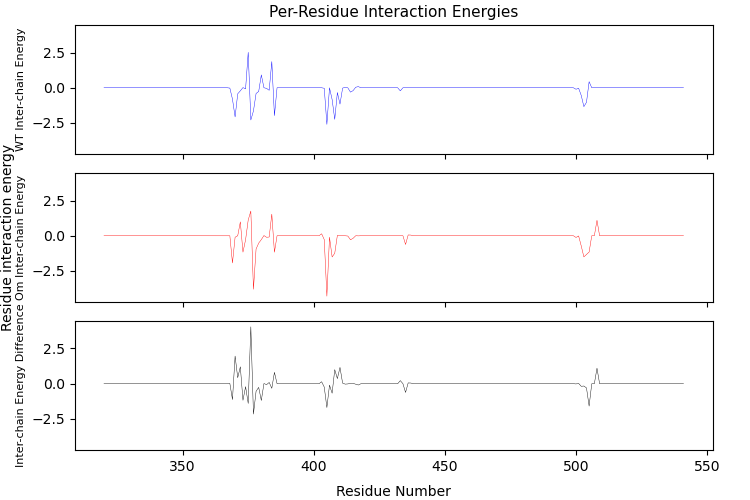 Per-Residue Interaction Energies
WT Inter-chain Energy
2.5
0.0
−2.5
Residue interaction energy
Om Inter-chain Energy
2.5
0.0
−2.5
Inter-chain Energy Difference
2.5
0.0
−2.5
350
400
450
500
550
Residue Number